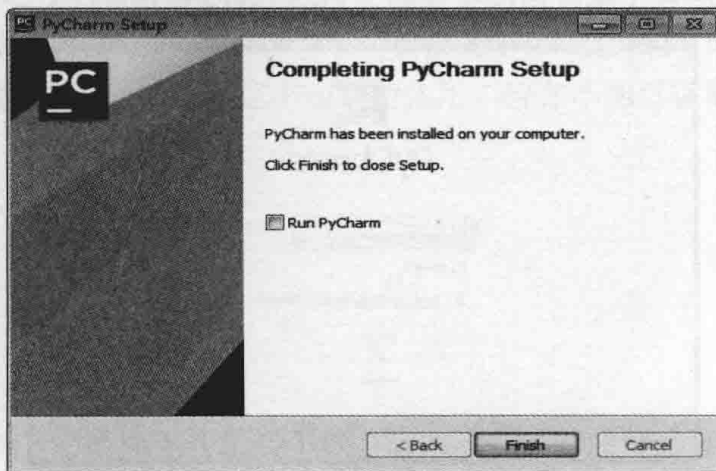 PyCharm Setup
PC
Completing PyCharm Setup
PyCharm has been installed on your computer.
Click Finish to close Setup.
Run PyCharm
< Back
Finish
Cancel